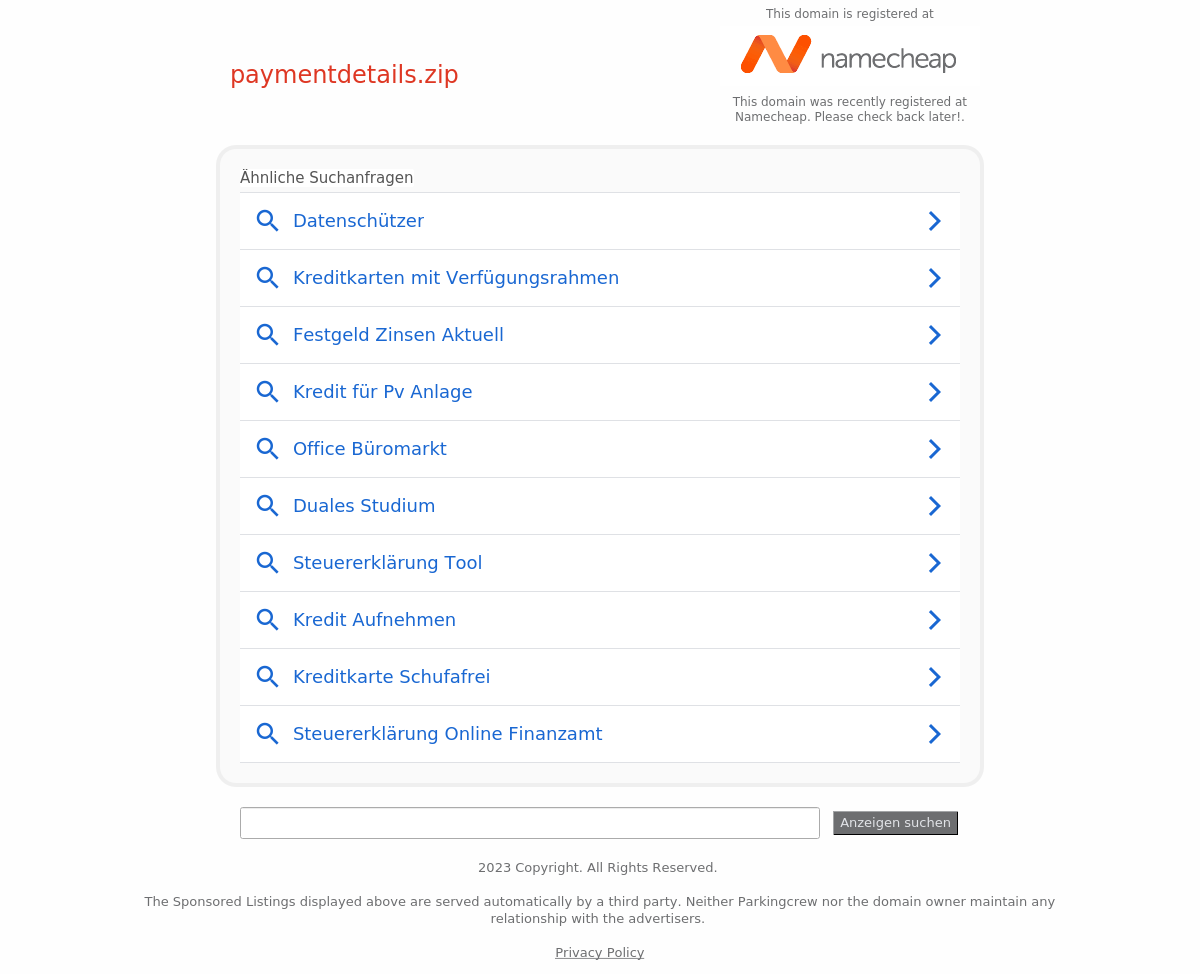 This domain is registered at
namecheap
paymentdetails.zip
This domain was recently registered at
Namecheap. Please check back later!.
Ähnliche Suchanfragen
Datenschützer
Kreditkarten mit Verfügungsrahmen
Festgeld Zinsen Aktuell
Kredit für Pv Anlage
Office Büromarkt
Duales Studium
Steuererklärung Tool
Kredit Aufnehmen
Kreditkarte Schufafrei
Steuererklärung Online Finanzamt
Anzeigen suchen
2023 Copyright. All Rights Reserved.
The Sponsored Listings displayed above are served automatically by a third party. Neither Parkingcrew nor the domain owner maintain any
relationship with the advertisers.
Privacy Policy